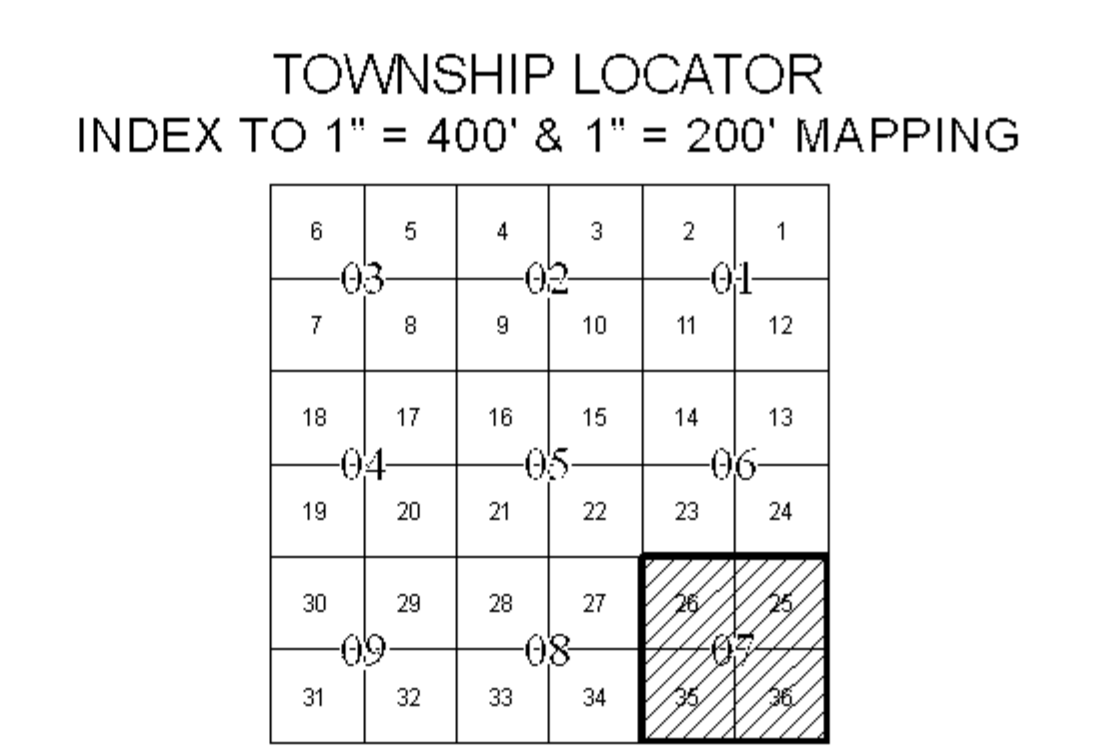 TOWNSHIP LOCATOR
INDEX TO 1" = 400' & 1" = 200' MAPPING
6 5 4 3 2 1
03 02 01
7 8 9 10 11 12
18 17 16 15 14 13
04 05 06
19 20 21 22 23 24
30 29 28 27 26 25
09 08 07
31 32 33 34 35 36